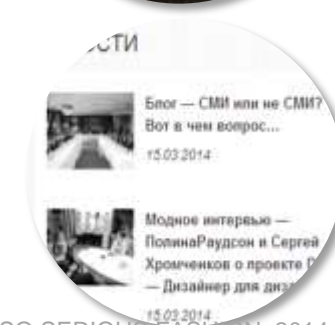 ОСТИ
Блог — СМИ или не СМИ?
Вот в чем вопрос...
15.03.2014
Модное интервью —
ПолинаРаудсон и Сергей
Хромченков о проекте
— Дизайнер для
15.03.2014
SERIOUS FASHION, 2014